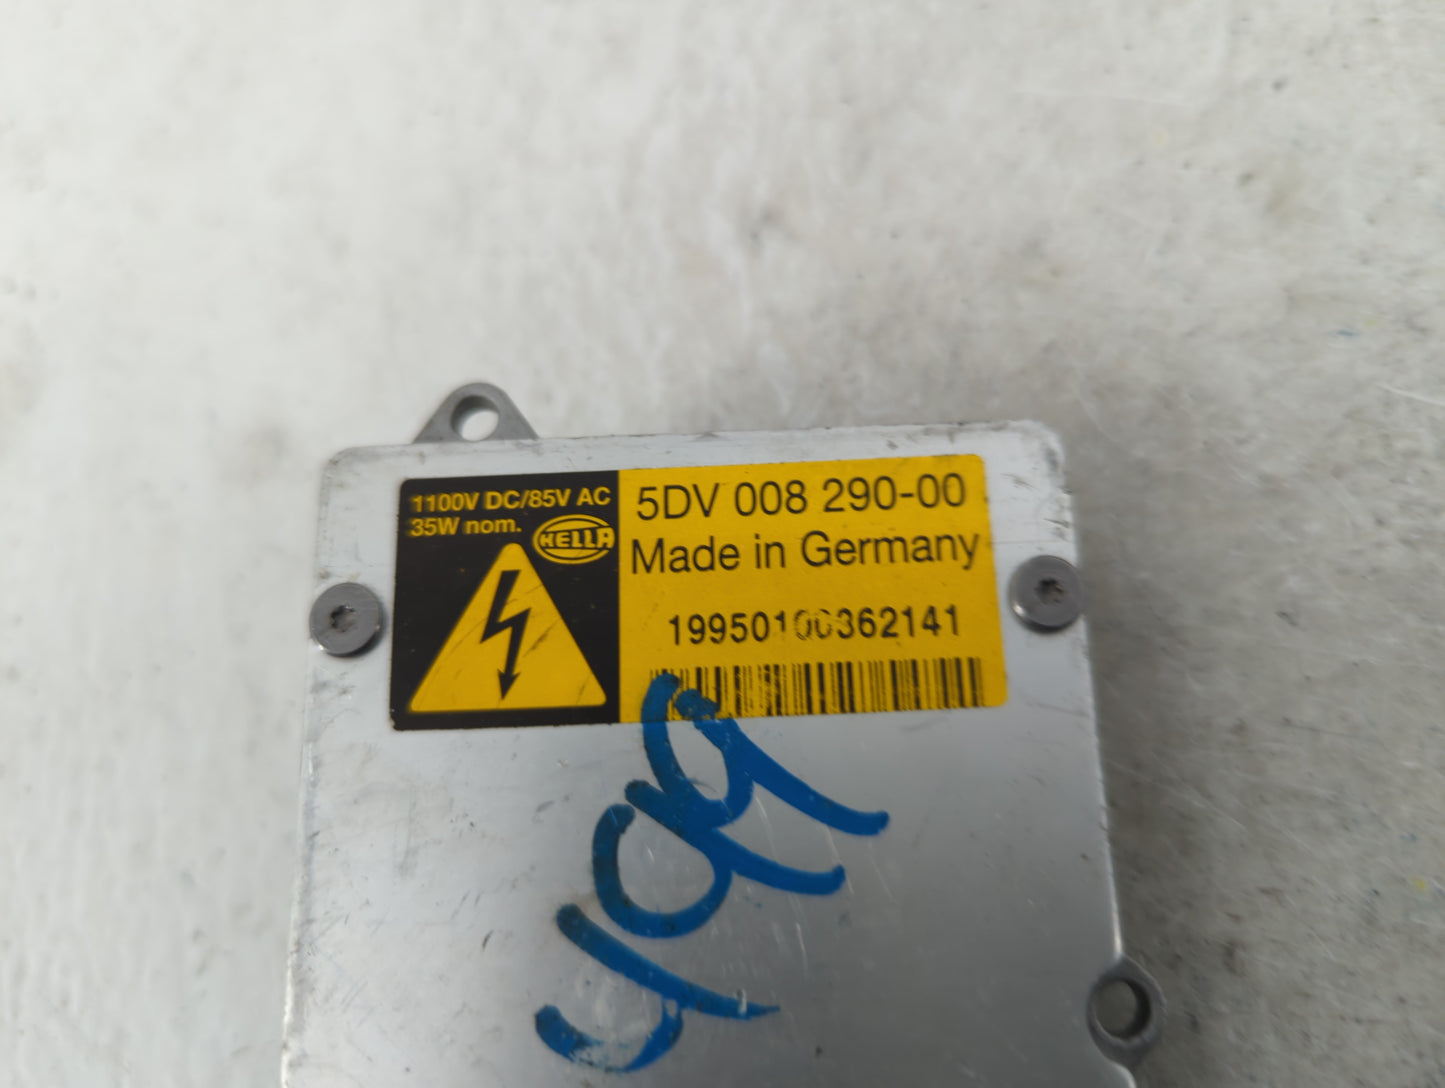 1100V DC/85V AC
35W nom.
HELLA
5DV 008 290-00
Made in Germany
19950100362141